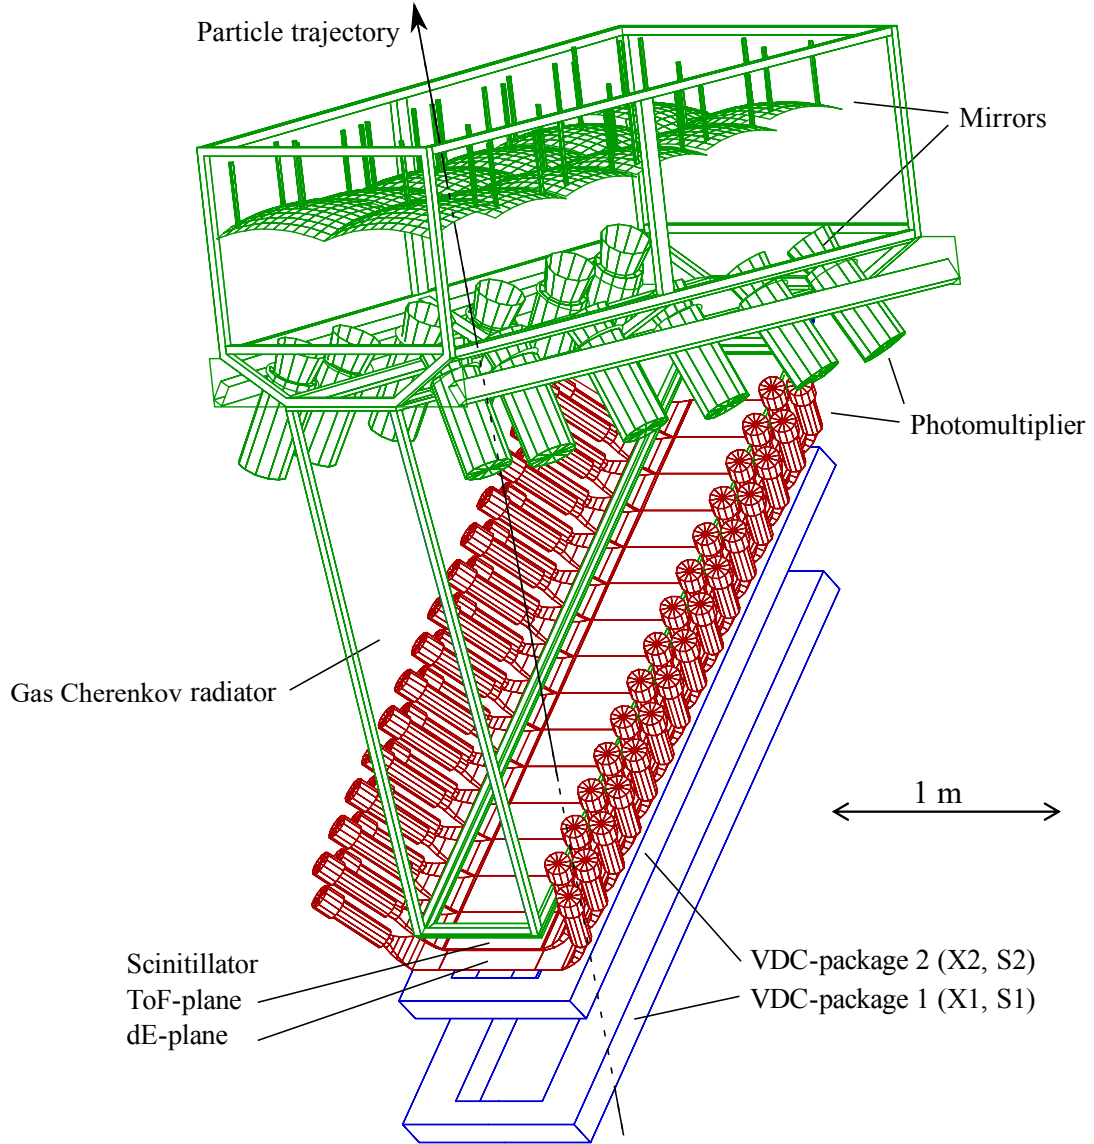 Particle trajectory
Mirrors
Photomultiplier
Gas Cherenkov radiator
1 m
VDC-package 2 (X2, S2)
VDC-package 1 (X1, S1)
Scinitillator
ToF-plane
dE-plane